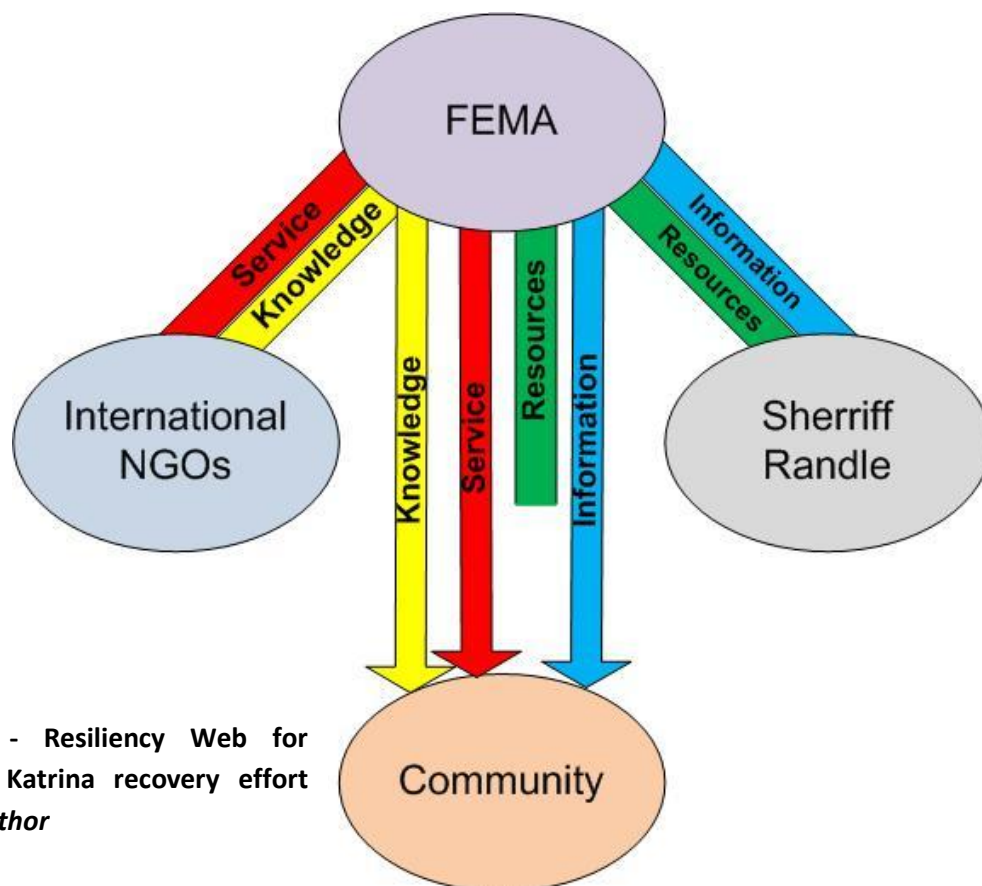 FEMA
Service
Knowledge
Knowledge
Service
Resources
Information
Information
Resources
International
NGOs
Sherriff
Randle
Community
- Resiliency Web for
Katrina recovery effort
thor